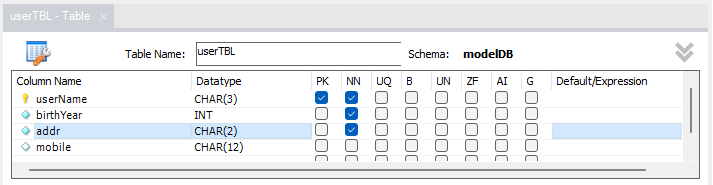 userTBL - Table ×
Table Name: userTBL Schema: modelDB
Column Name Datatype PK NN UQ B UN ZF AI G Default/Expression
userName CHAR(3)
birthYear INT
addr CHAR(2)
mobile CHAR(12)